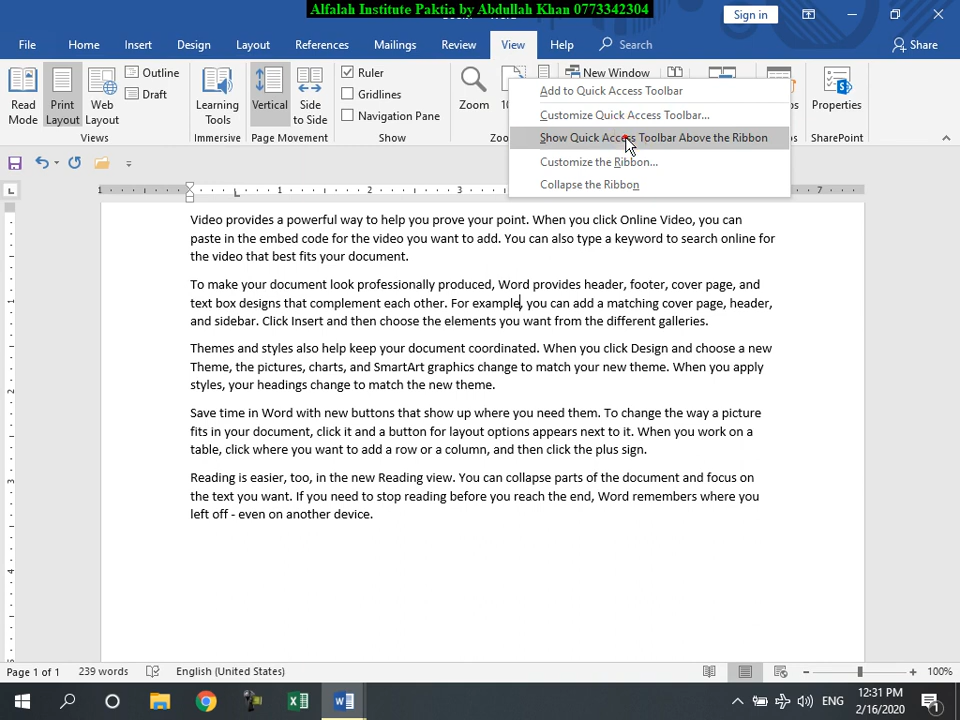 Alfalah Institute Paktia by Abdullah Khan 0773342304
Sign in
File Home Insert Design Layout References Mailings Review View Help Search Share
Read Mode
Print Layout
Web Layout
Outline
Draft
Views
Learning Tools
Immersive
Vertical
Side to Side
Ruler
Gridlines
Navigation Pane
Show
Zoom
New Window
Properties
SharePoint
Add to Quick Access Toolbar
Customize Quick Access Toolbar...
Show Quick Access Toolbar Above the Ribbon
Customize the Ribbon...
Collapse the Ribbon
Video provides a powerful way to help you prove your point. When you click Online Video, you can
paste in the embed code for the video you want to add. You can also type a keyword to search online for
the video that best fits your document.
To make your document look professionally produced, Word provides header, footer, cover page, and
text box designs that complement each other. For example, you can add a matching cover page, header,
and sidebar. Click Insert and then choose the elements you want from the different galleries.
Themes and styles also help keep your document coordinated. When you click Design and choose a new
Theme, the pictures, charts, and SmartArt graphics change to match your new theme. When you apply
styles, your headings change to match the new theme.
Save time in Word with new buttons that show up where you need them. To change the way a picture
fits in your document, click it and a button for layout options appears next to it. When you work on a
table, click where you want to add a row or a column, and then click the plus sign.
Reading is easier, too, in the new Reading view. You can collapse parts of the document and focus on
the text you want. If you need to stop reading before you reach the end, Word remembers where you
left off - even on another device.
Page 1 of 1 239 words English (United States) 100%
ENG
12:31 PM
2/16/2020